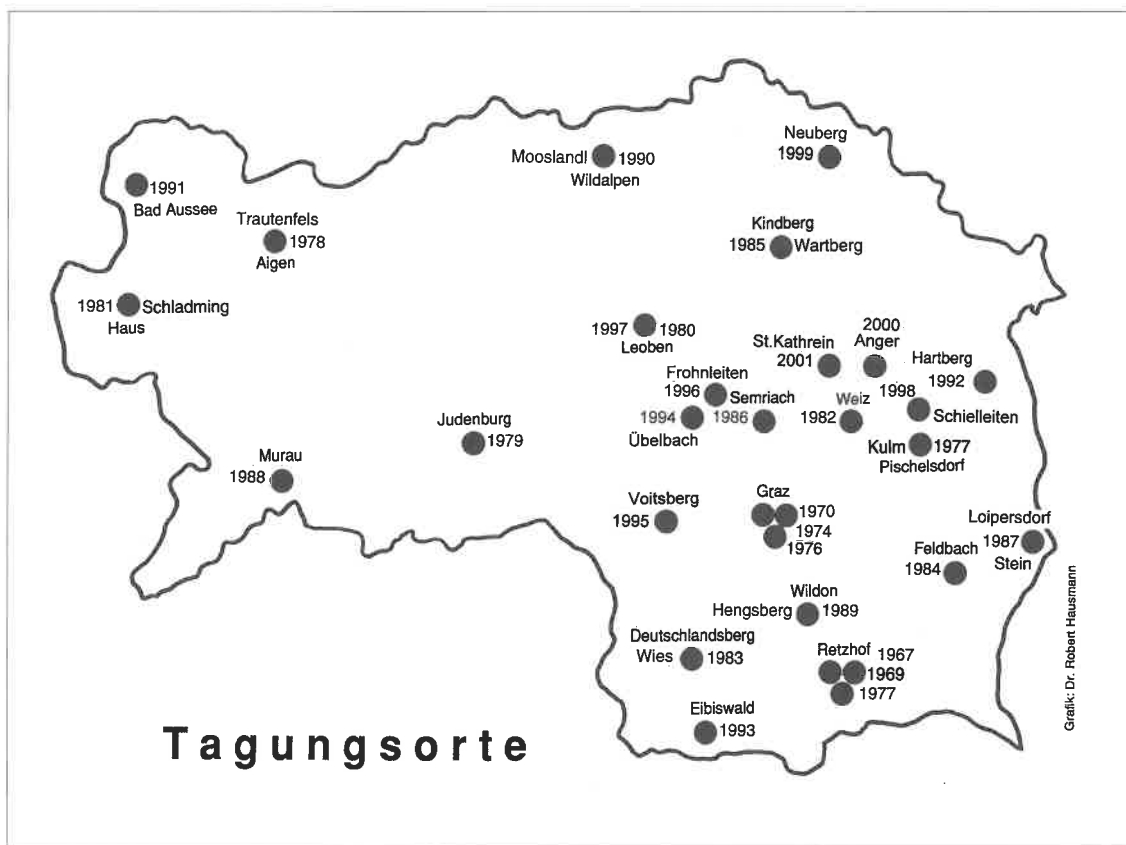 Neuberg
1999
Mooslandl 1990
Wildalpen
1991
Bad Aussee
Trautenfels
1978
Aigen
Kindberg
1985 Wartberg
1981 Schladming
Haus
1997 1980
Leoben
St.Kathrein
2001
2000
Anger
Hartberg
1992
Frohnleiten
1996
1994
Übelbach
Semriach
1986
Weiz
1982
1998
Schielleiten
Kulm 1977
Pischelsdorf
Judenburg
1979
Murau
1988
Voitsberg
1995
Graz
1970
1974
1976
Loipersdorf
1987
Stein
Feldbach
1984
Wildon
Hengsberg 1989
Deutschlandsberg
Wies 1983
Retzhof 1967
1969
1977
Eibiswald
1993
Tagungsorte
Grafik: Dr. Robert Hausmann